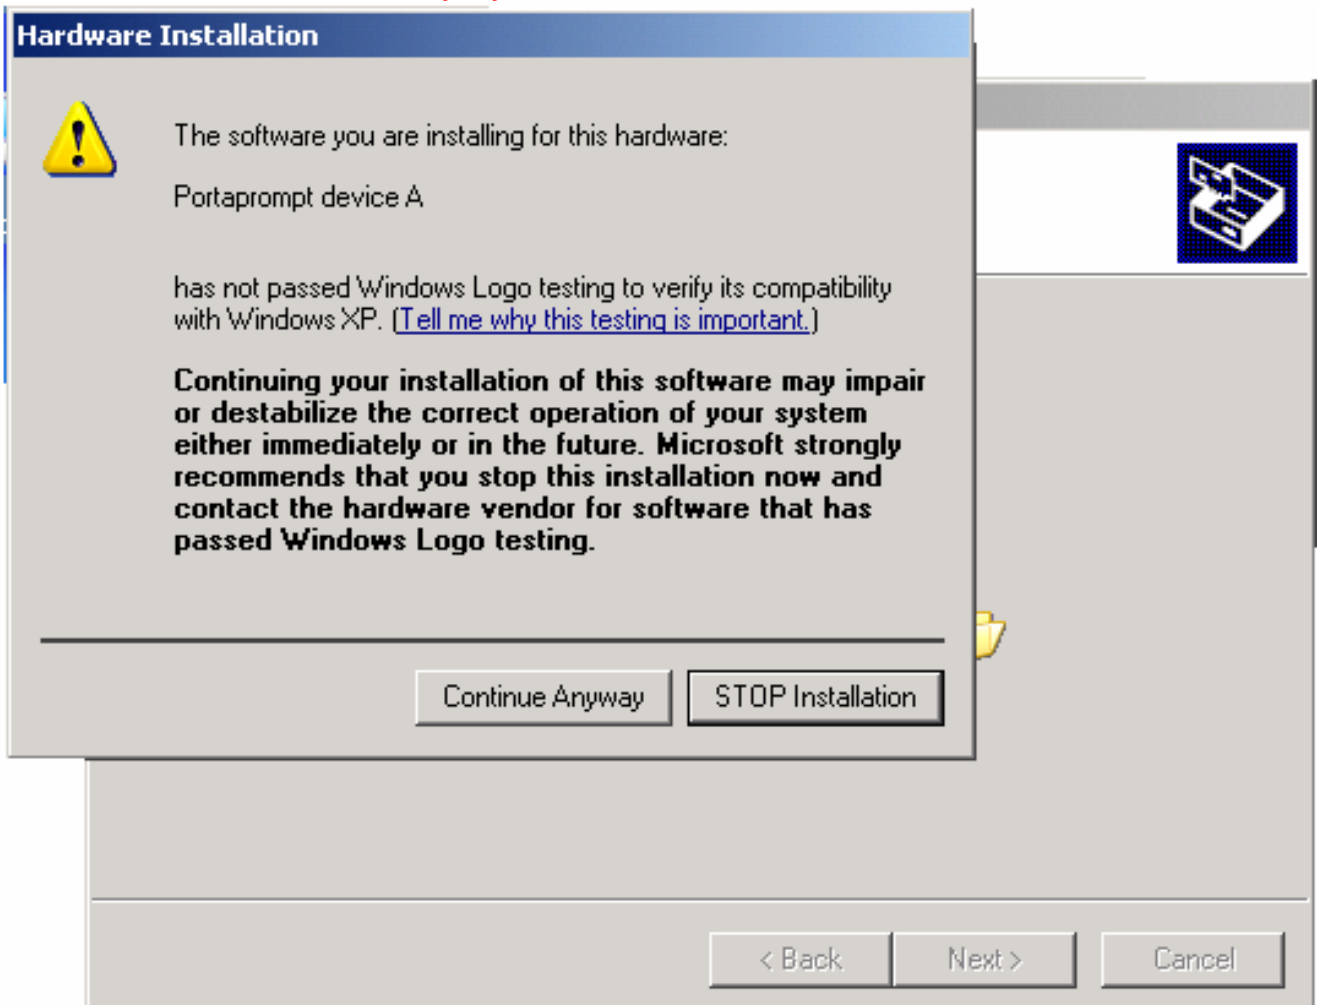 Hardware Installation
The software you are installing for this hardware:
Portaprompt device A
has not passed Windows Logo testing to verify its compatibility
with Windows XP. (Tell me why this testing is important.)
Continuing your installation of this software may impair
or destabilize the correct operation of your system
either immediately or in the future. Microsoft strongly
recommends that you stop this installation now and
contact the hardware vendor for software that has
passed Windows Logo testing.
Continue Anyway
STOP Installation
< Back
Next >
Cancel